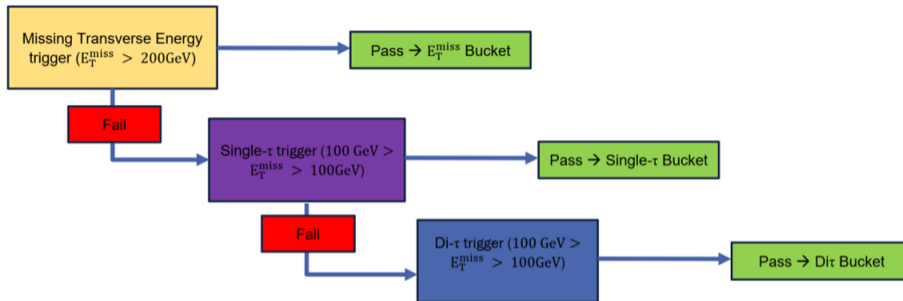 Missing Transverse Energy
trigger (E_T^miss > 200GeV)
Pass → E_T^miss Bucket
Fail
Single-τ trigger (100 GeV >
E_T^miss > 100GeV)
Pass → Single-τ Bucket
Fail
Di-τ trigger (100 GeV >
E_T^miss > 100GeV)
Pass → Diτ Bucket